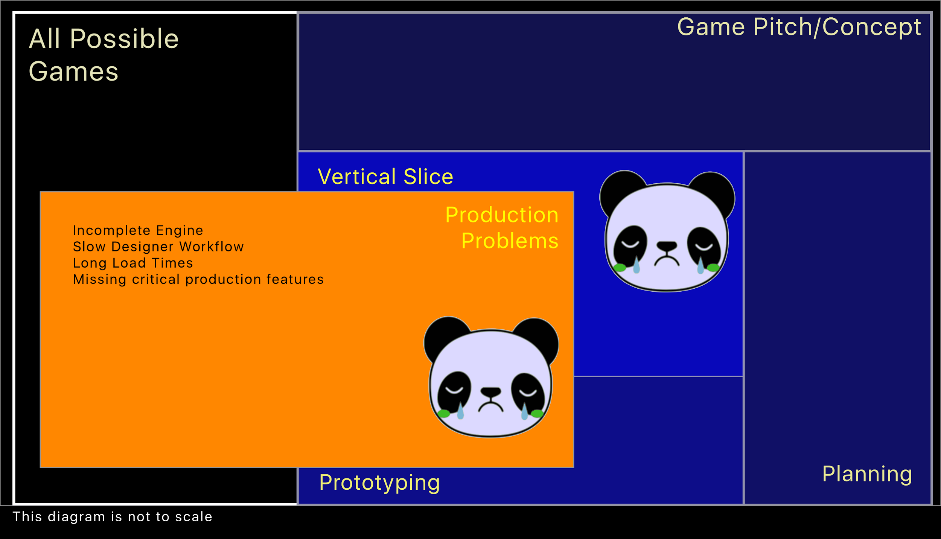 All Possible
Games
Game Pitch/Concept
Vertical Slice
Production
Problems
Incomplete Engine
Slow Designer Workflow
Long Load Times
Missing critical production features
Prototyping
Planning
This diagram is not to scale